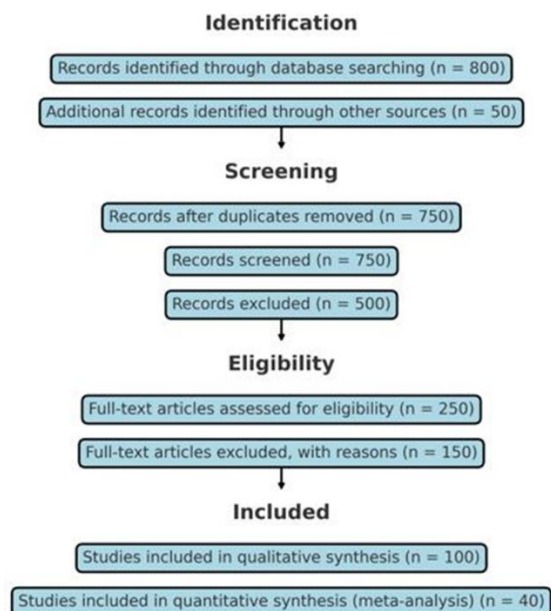 Identification
Records identified through database searching (n = 800)
Additional records identified through other sources (n = 50)
Screening
Records after duplicates removed (n = 750)
Records screened (n = 750)
Records excluded (n = 500)
Eligibility
Full-text articles assessed for eligibility (n = 250)
Full-text articles excluded, with reasons (n = 150)
Included
Studies included in qualitative synthesis (n = 100)
Studies included in quantitative synthesis (meta-analysis) (n = 40)